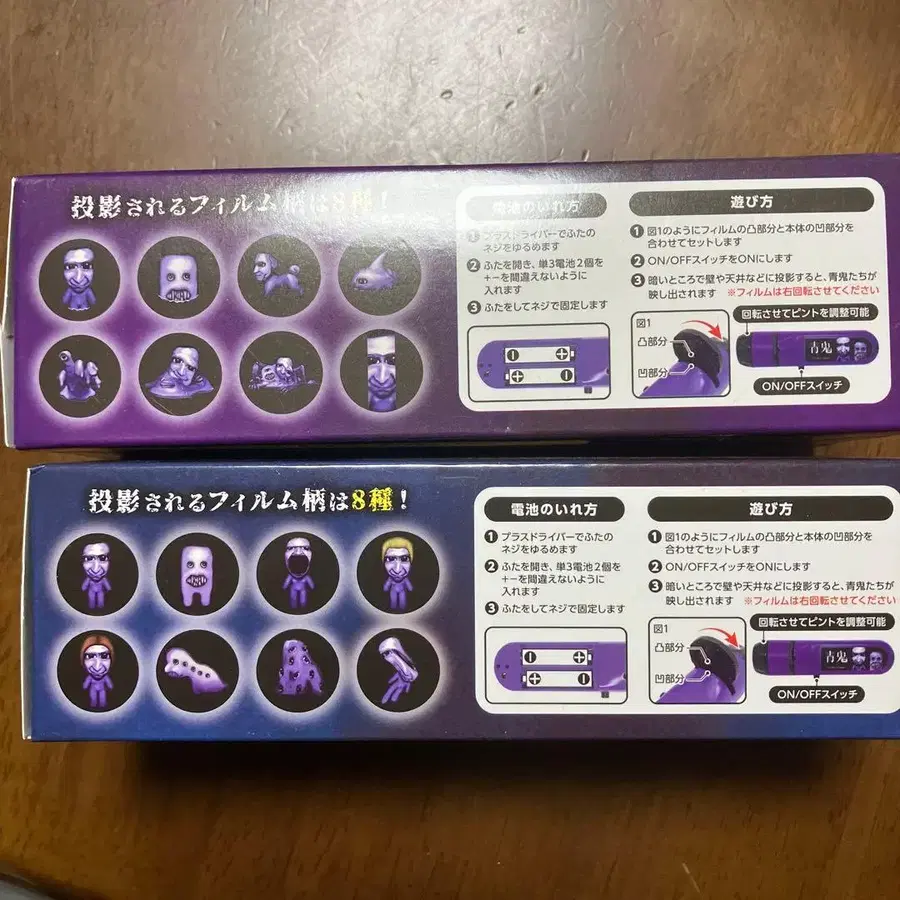 投影されるフィルム柄は8種!
電池のいれ方
❶ プラスドライバーでふたの
ネジをゆるめます
❷ ふたを開き、単3電池2個を
+−を間違えないように
入れます
❸ ふたをしてネジで固定します
遊び方
❶ 図1のようにフィルムの凸部分と本体の凹部分を
合わせてセットします
❷ ON/OFFスイッチをONにします
❸ 暗いところで壁や天井などに投影すると、青鬼たちが
映し出されます ※フィルムは右回転させてください
図1
凸部分
凹部分
回転させてピントを調整可能
青鬼
ON/OFFスイッチ
投影されるフィルム柄は8種!
電池のいれ方
❶ プラスドライバーでふたの
ネジをゆるめます
❷ ふたを開き、単3電池2個を
+−を間違えないように
入れます
❸ ふたをしてネジで固定します
遊び方
❶ 図1のようにフィルムの凸部分と本体の凹部分を
合わせてセットします
❷ ON/OFFスイッチをONにします
❸ 暗いところで壁や天井などに投影すると、青鬼たちが
映し出されます ※フィルムは右回転させてください
図1
凸部分
凹部分
回転させてピントを調整可能
青鬼
ON/OFFスイッチ